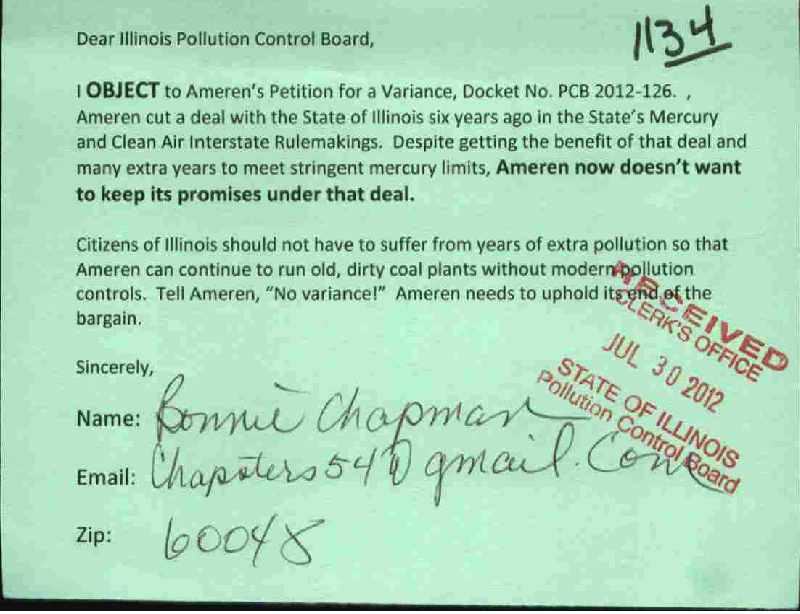 1134
Dear Illinois Pollution Control Board,
I OBJECT to Ameren's Petition for a Variance, Docket No. PCB 2012-126. ,
Ameren cut a deal with the State of Illinois six years ago in the State's Mercury
and Clean Air Interstate Rulemakings. Despite getting the benefit of that deal and
many extra years to meet stringent mercury limits, Ameren now doesn't want
to keep its promises under that deal.
Citizens of Illinois should not have to suffer from years of extra pollution so that
Ameren can continue to run old, dirty coal plants without modern pollution
controls. Tell Ameren, "No variance!" Ameren needs to uphold its end of the
bargain.
RECEIVED
CLERK'S OFFICE
JUL 30 2012
STATE OF ILLINOIS
Pollution Control Board
Sincerely,
Name: Bonnie Chapman
Email: Chapsters54@gmail.com
Zip: 60048